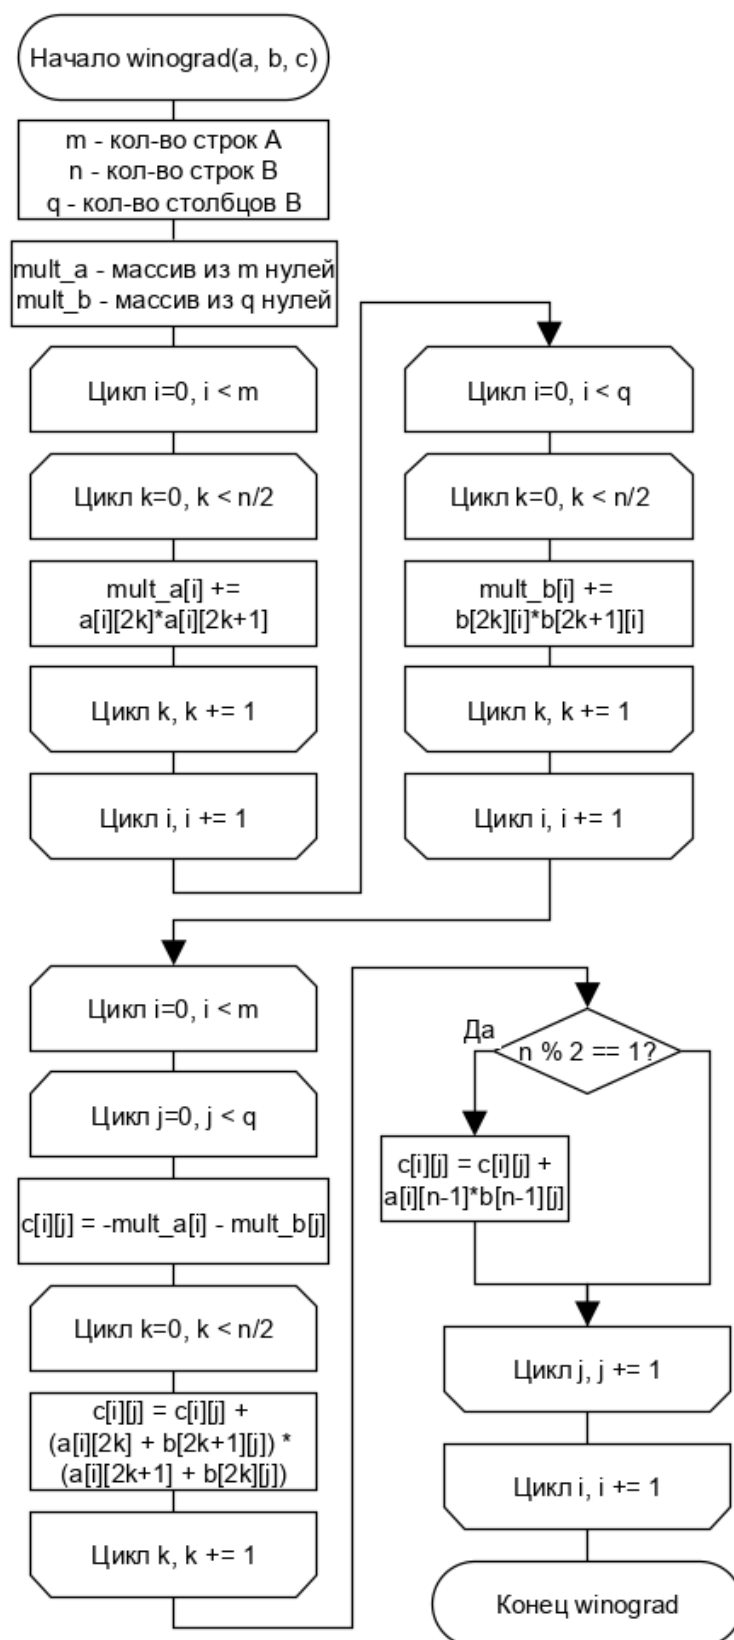 Начало winograd(a, b, c)
m - кол-во строк A
n - кол-во строк B
q - кол-во столбцов B
mult_a - массив из m нулей
mult_b - массив из q нулей
Цикл i=0, i < m
Цикл k=0, k < n/2
mult_a[i] +=
a[i][2k]*a[i][2k+1]
Цикл k, k += 1
Цикл i, i += 1
Цикл i=0, i < q
Цикл k=0, k < n/2
mult_b[i] +=
b[2k][i]*b[2k+1][i]
Цикл k, k += 1
Цикл i, i += 1
Цикл i=0, i < m
Цикл j=0, j < q
c[i][j] = -mult_a[i] - mult_b[j]
Цикл k=0, k < n/2
c[i][j] = c[i][j] +
(a[i][2k] + b[2k+1][j]) *
(a[i][2k+1] + b[2k][j])
Цикл k, k += 1
n % 2 == 1?
Да
c[i][j] = c[i][j] +
a[i][n-1]*b[n-1][j]
Цикл j, j += 1
Цикл i, i += 1
Конец winograd